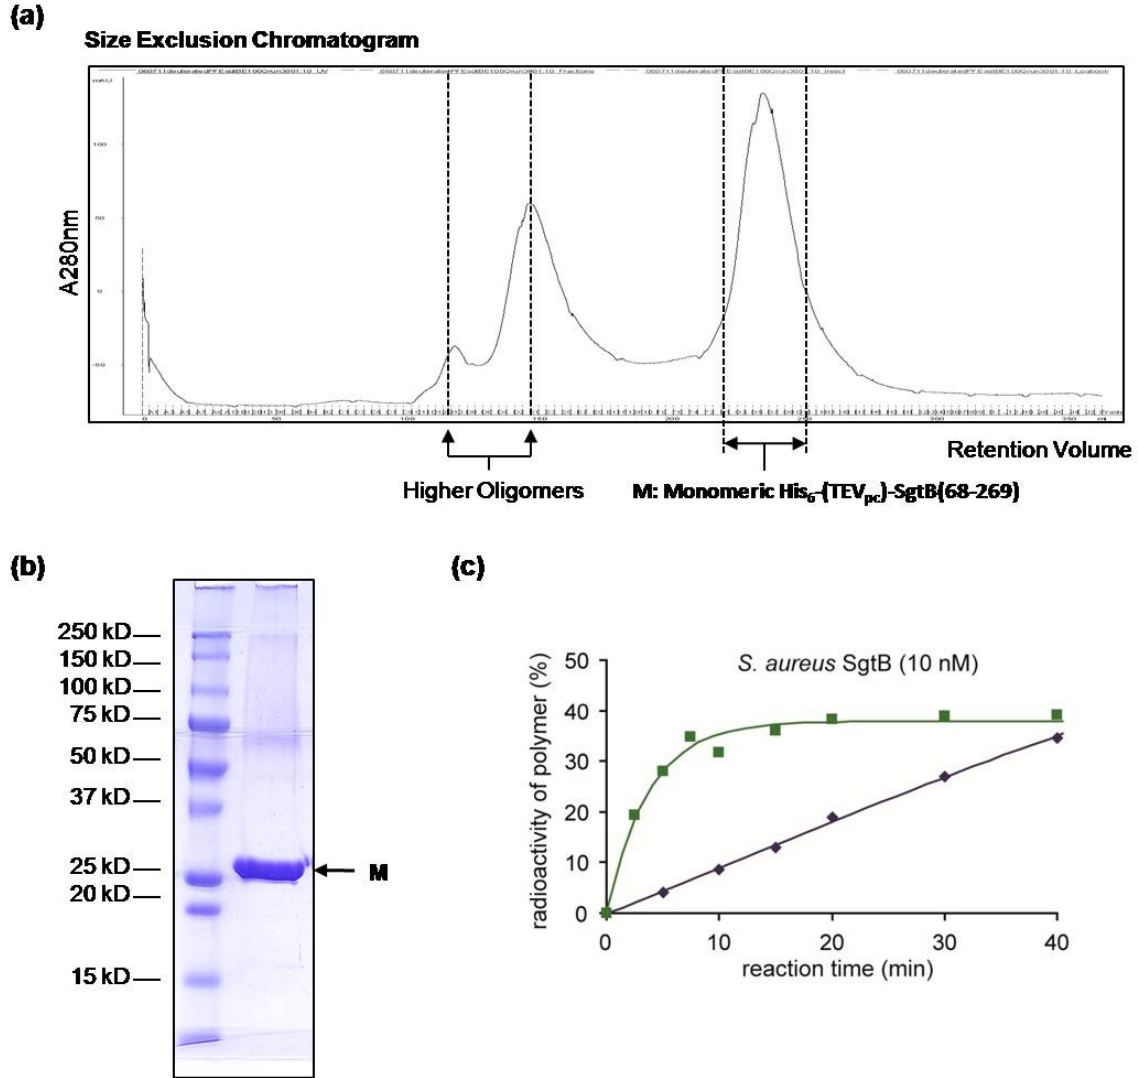 (a)
Size Exclusion Chromatogram
mAU
100
50
0
-50
A280nm
0
50
100
150
200
250
300
350
ml
Retention Volume
Higher Oligomers
M: Monomeric His6-(TEVpc)-SgtB(68-269)
(b)
250 kD
150 kD
100 kD
75 kD
50 kD
37 kD
25 kD
20 kD
15 kD
M
(c)
S. aureus SgtB (10 nM)
radioactivity of polymer (%)
50
40
30
20
10
0
0
10
20
30
40
reaction time (min)